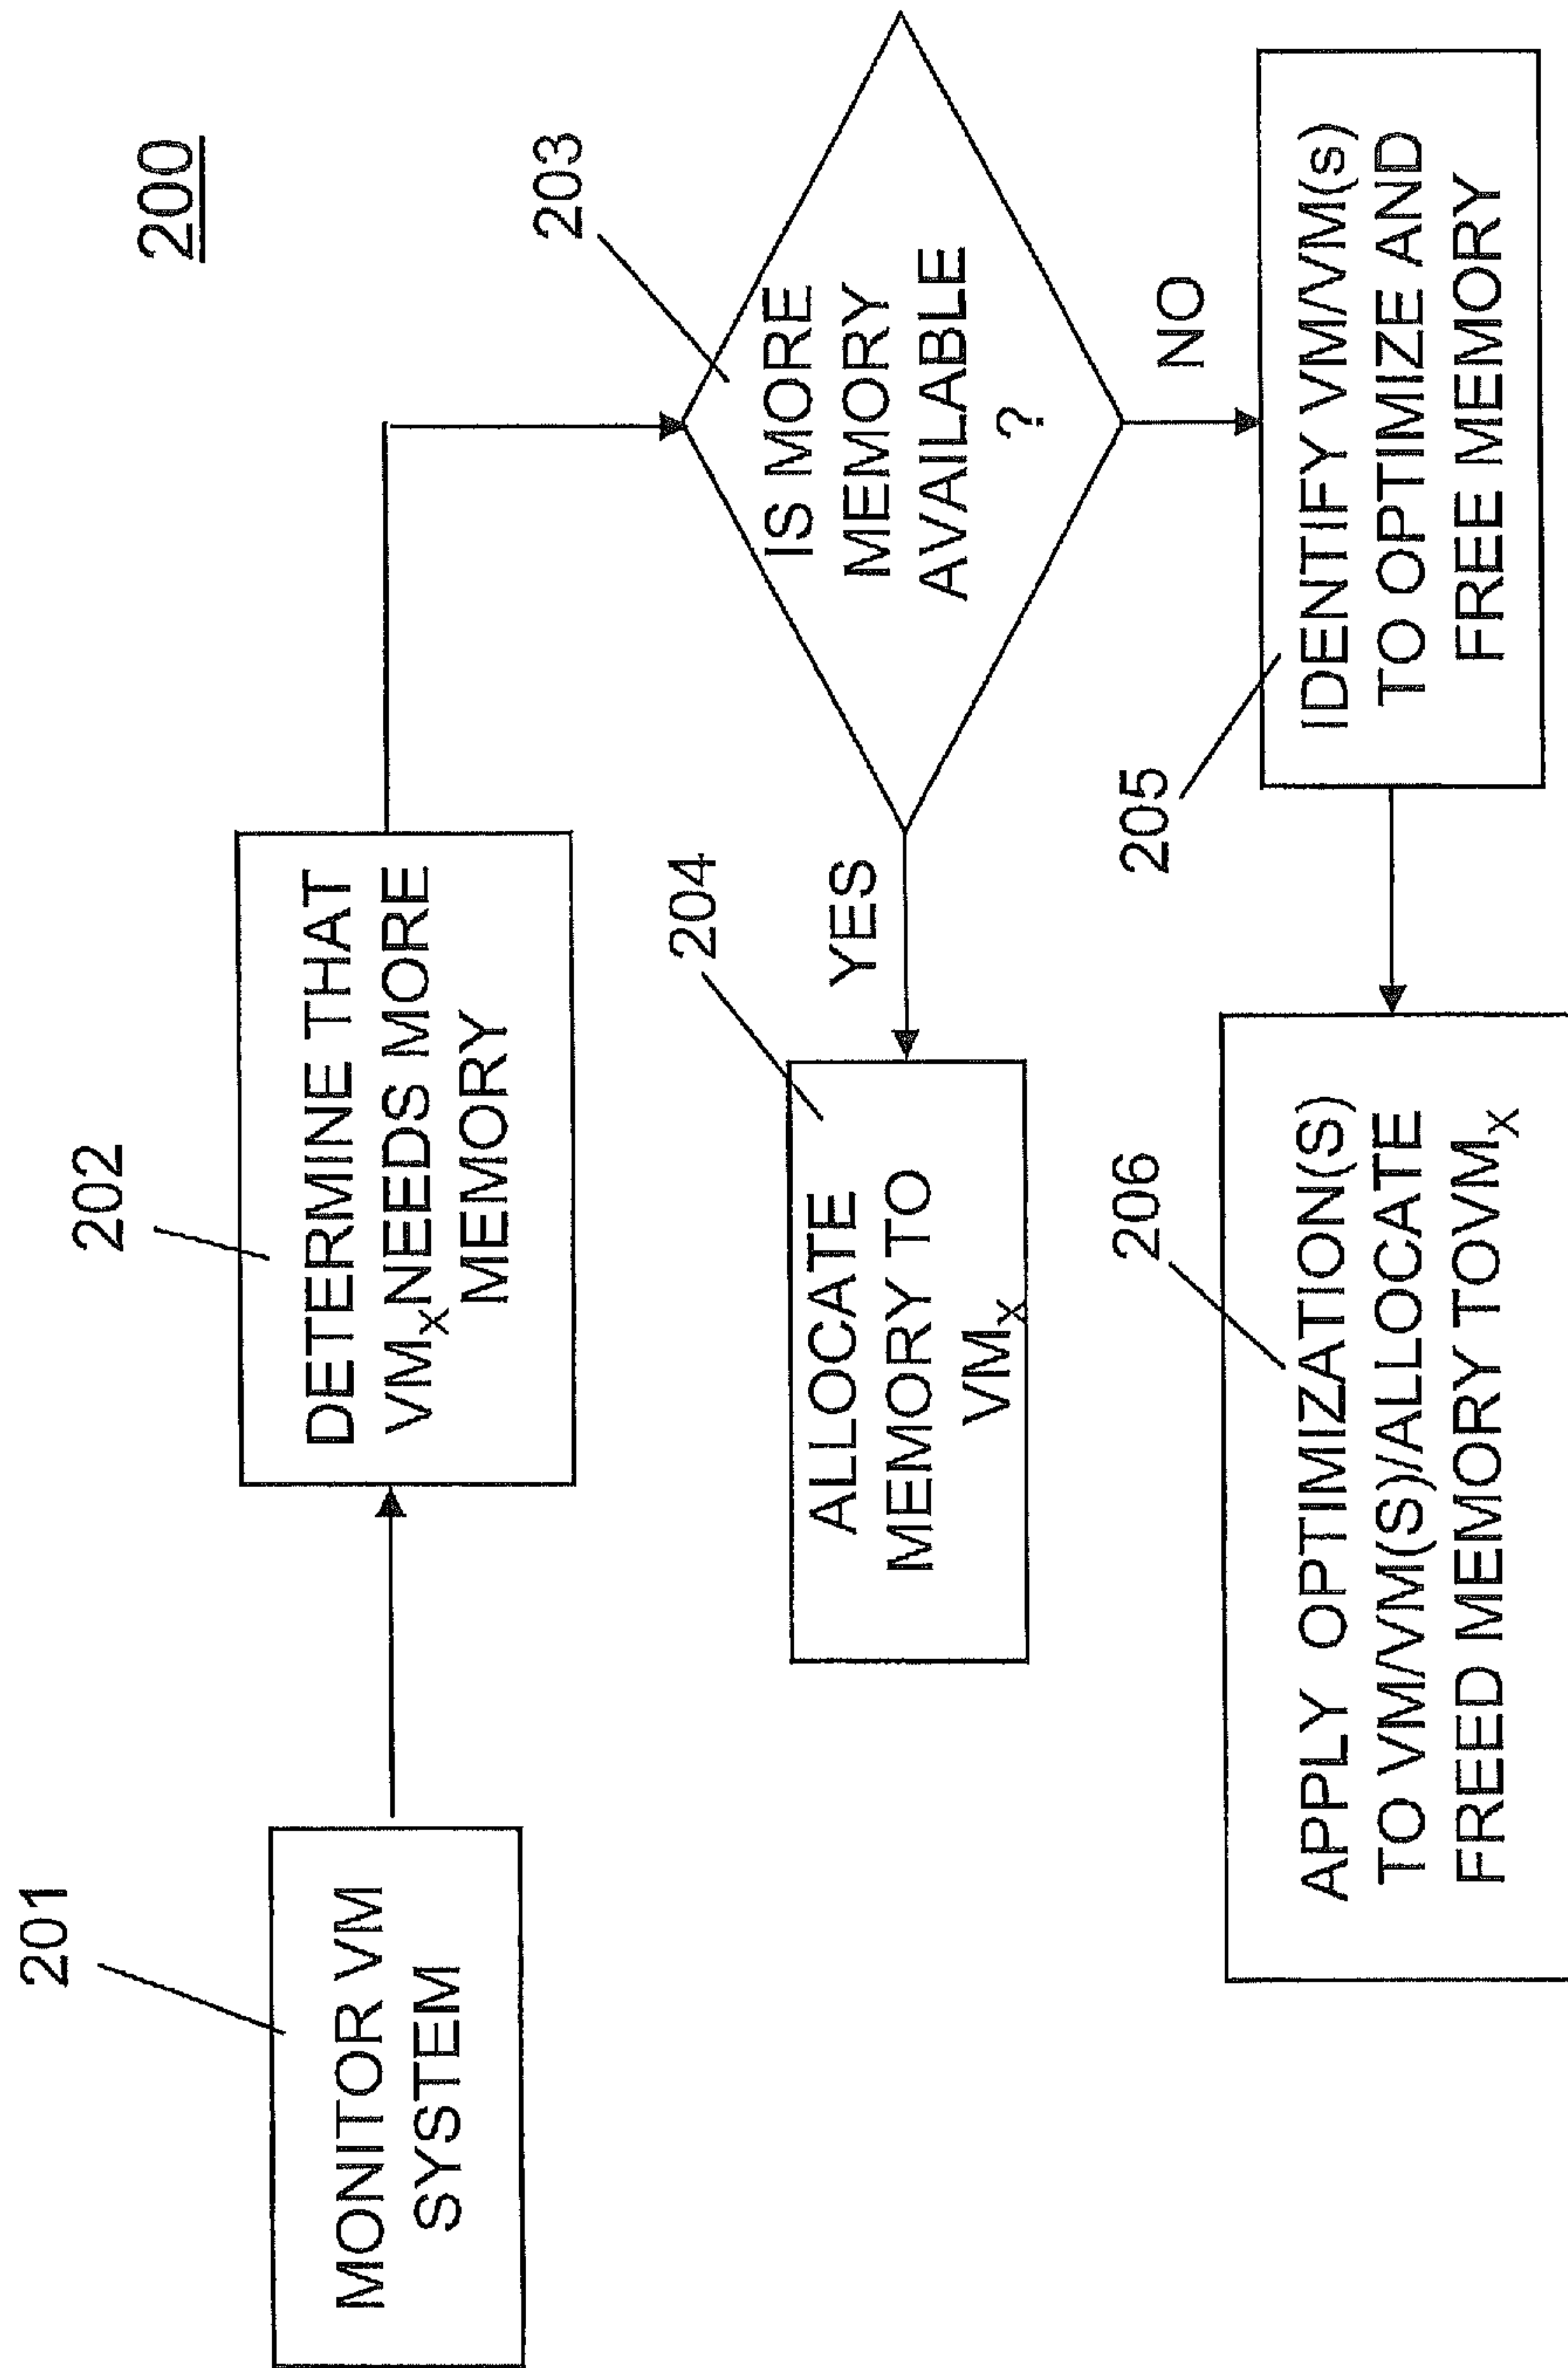 200
201
MONITOR VM
SYSTEM
202
DETERMINE THAT
VMX NEEDS MORE
MEMORY
203
IS MORE
MEMORY
AVAILABLE
?
YES
204
ALLOCATE
MEMORY TO
VMX
NO
205
IDENTIFY VM/VM(s)
TO OPTIMIZE AND
FREE MEMORY
206
APPLY OPTIMIZATION(S)
TO VM/VM(S)/ALLOCATE
FREED MEMORY TOVMX